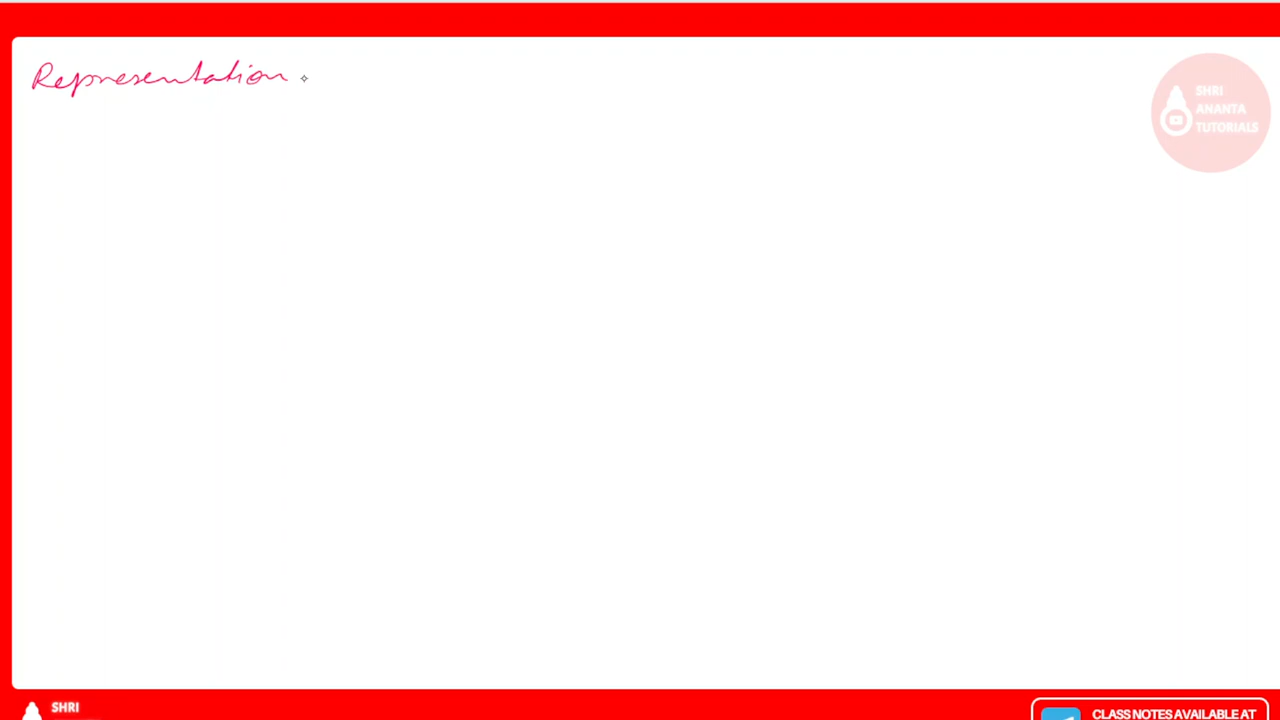 Representation
SHRI
ANANTA
TUTORIALS
SHRI
CLASS NOTES AVAILABLE AT